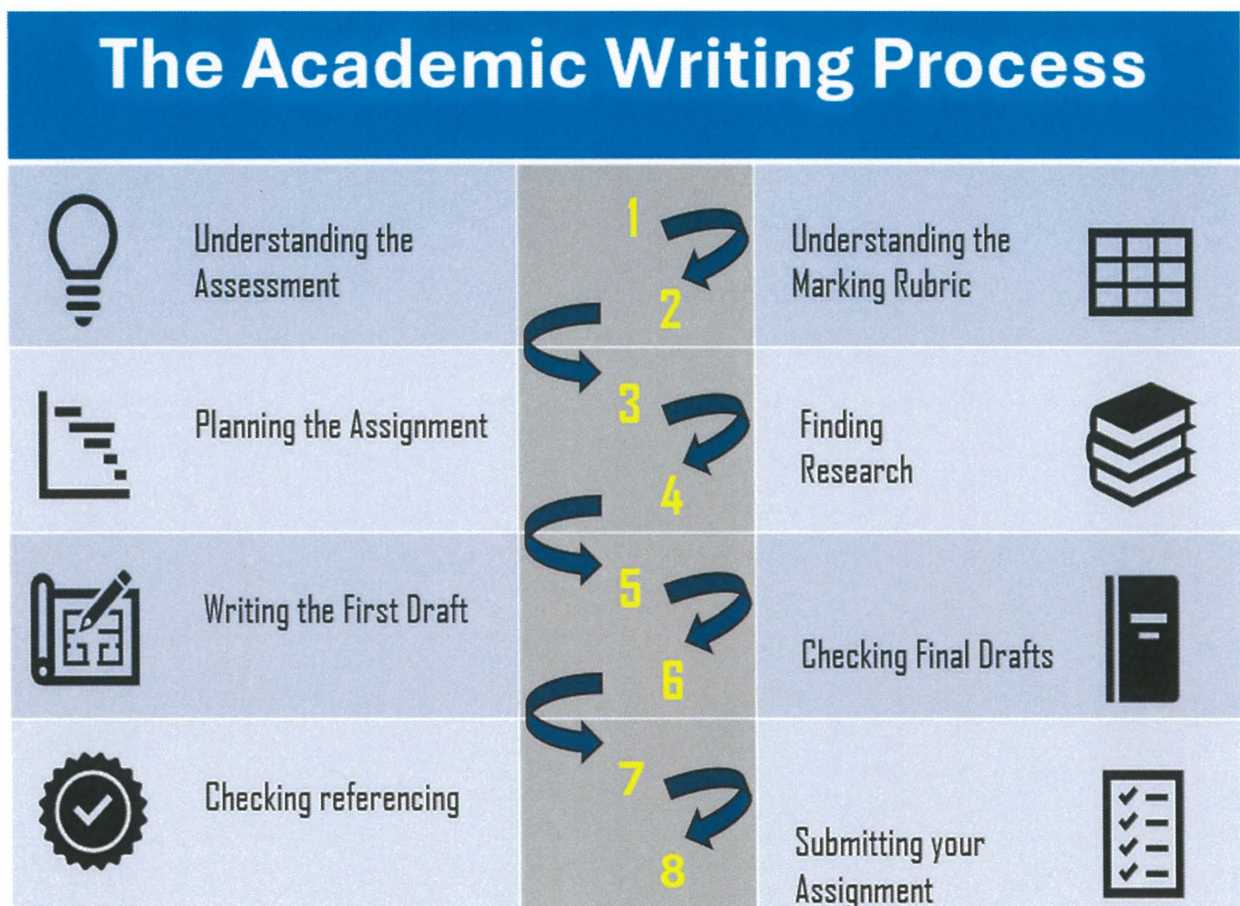 The Academic Writing Process
1
Understanding the
Assessment
2
Understanding the
Marking Rubric
3
Planning the Assignment
4
Finding
Research
5
Writing the First Draft
6
Checking Final Drafts
7
Checking referencing
8
Submitting your
Assignment